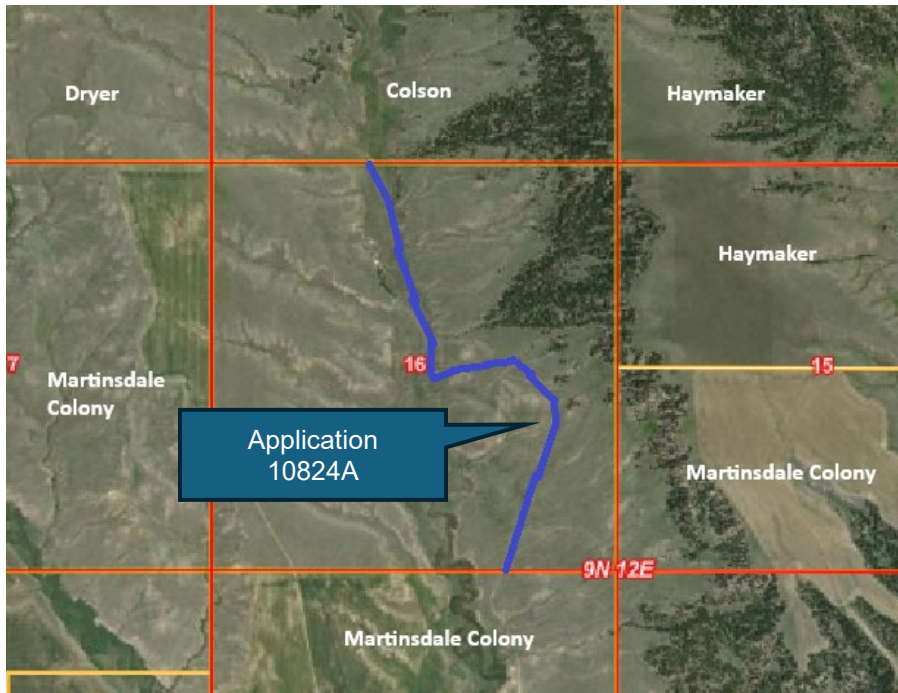 Dryer
Colson
Haymaker
Haymaker
7
Martinsdale
Colony
16
15
Application
10824A
Martinsdale Colony
9N 12E
Martinsdale Colony